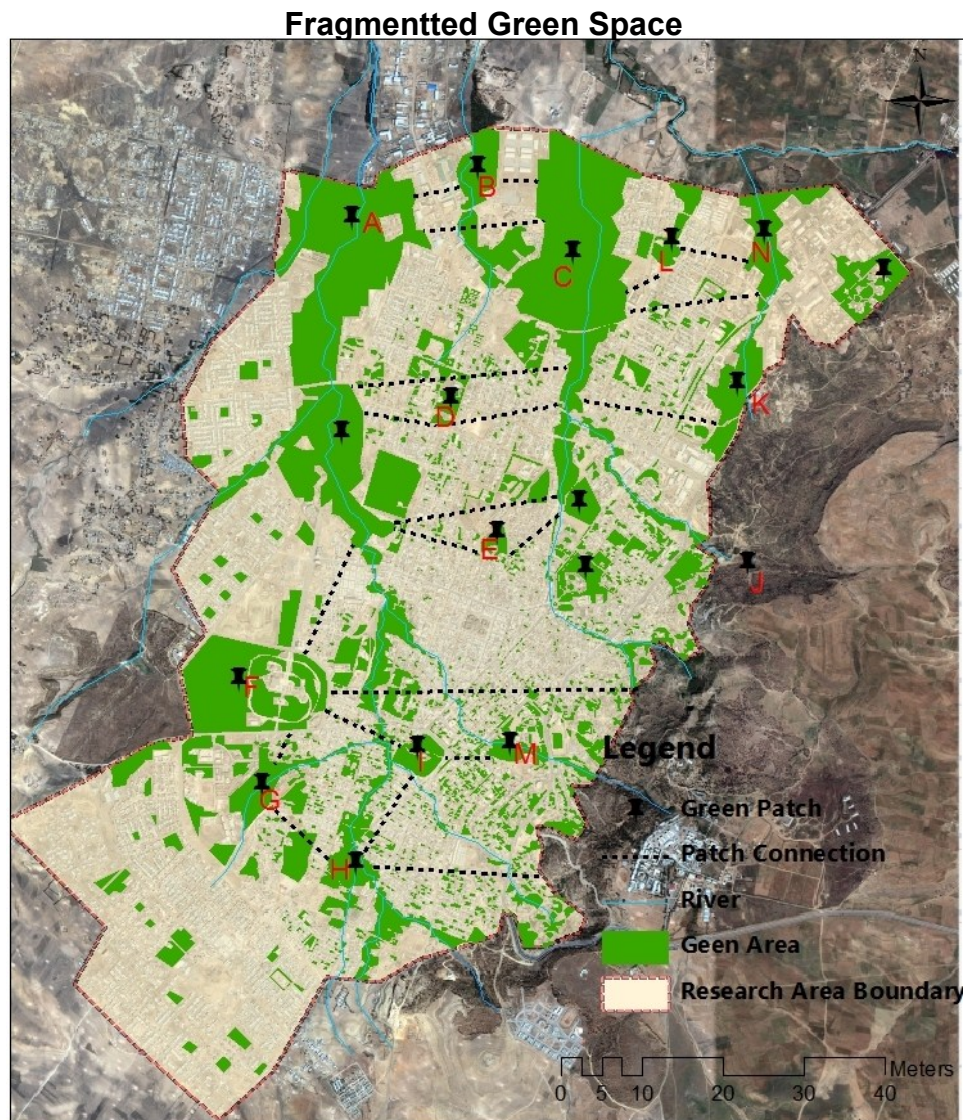 Fragmentted Green Space
N
B
A
C
L
N
K
D
E
J
F
I
M
G
H
Legend
Green Patch
Patch Connection
River
Geen Area
Research Area Boundary
Meters
0 5 10 20 30 40